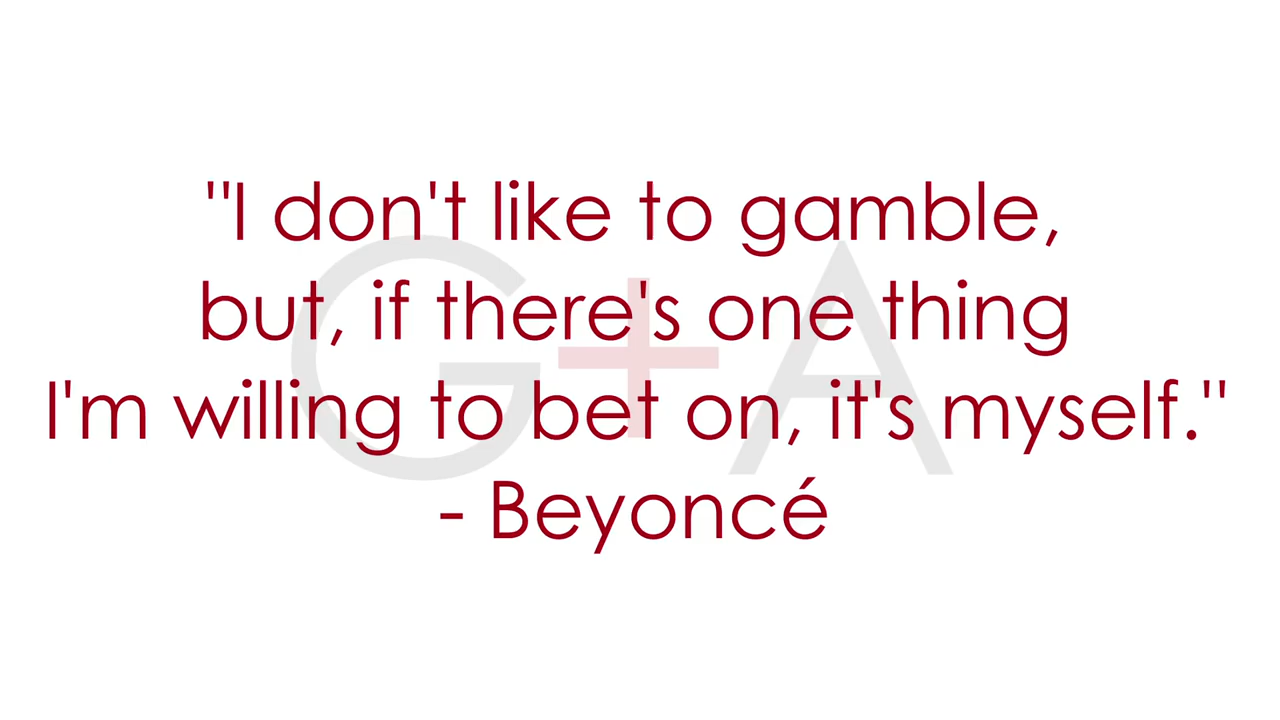 "I don't like to gamble,
but, if there's one thing
I'm willing to bet on, it's myself."
- Beyoncé
G+A